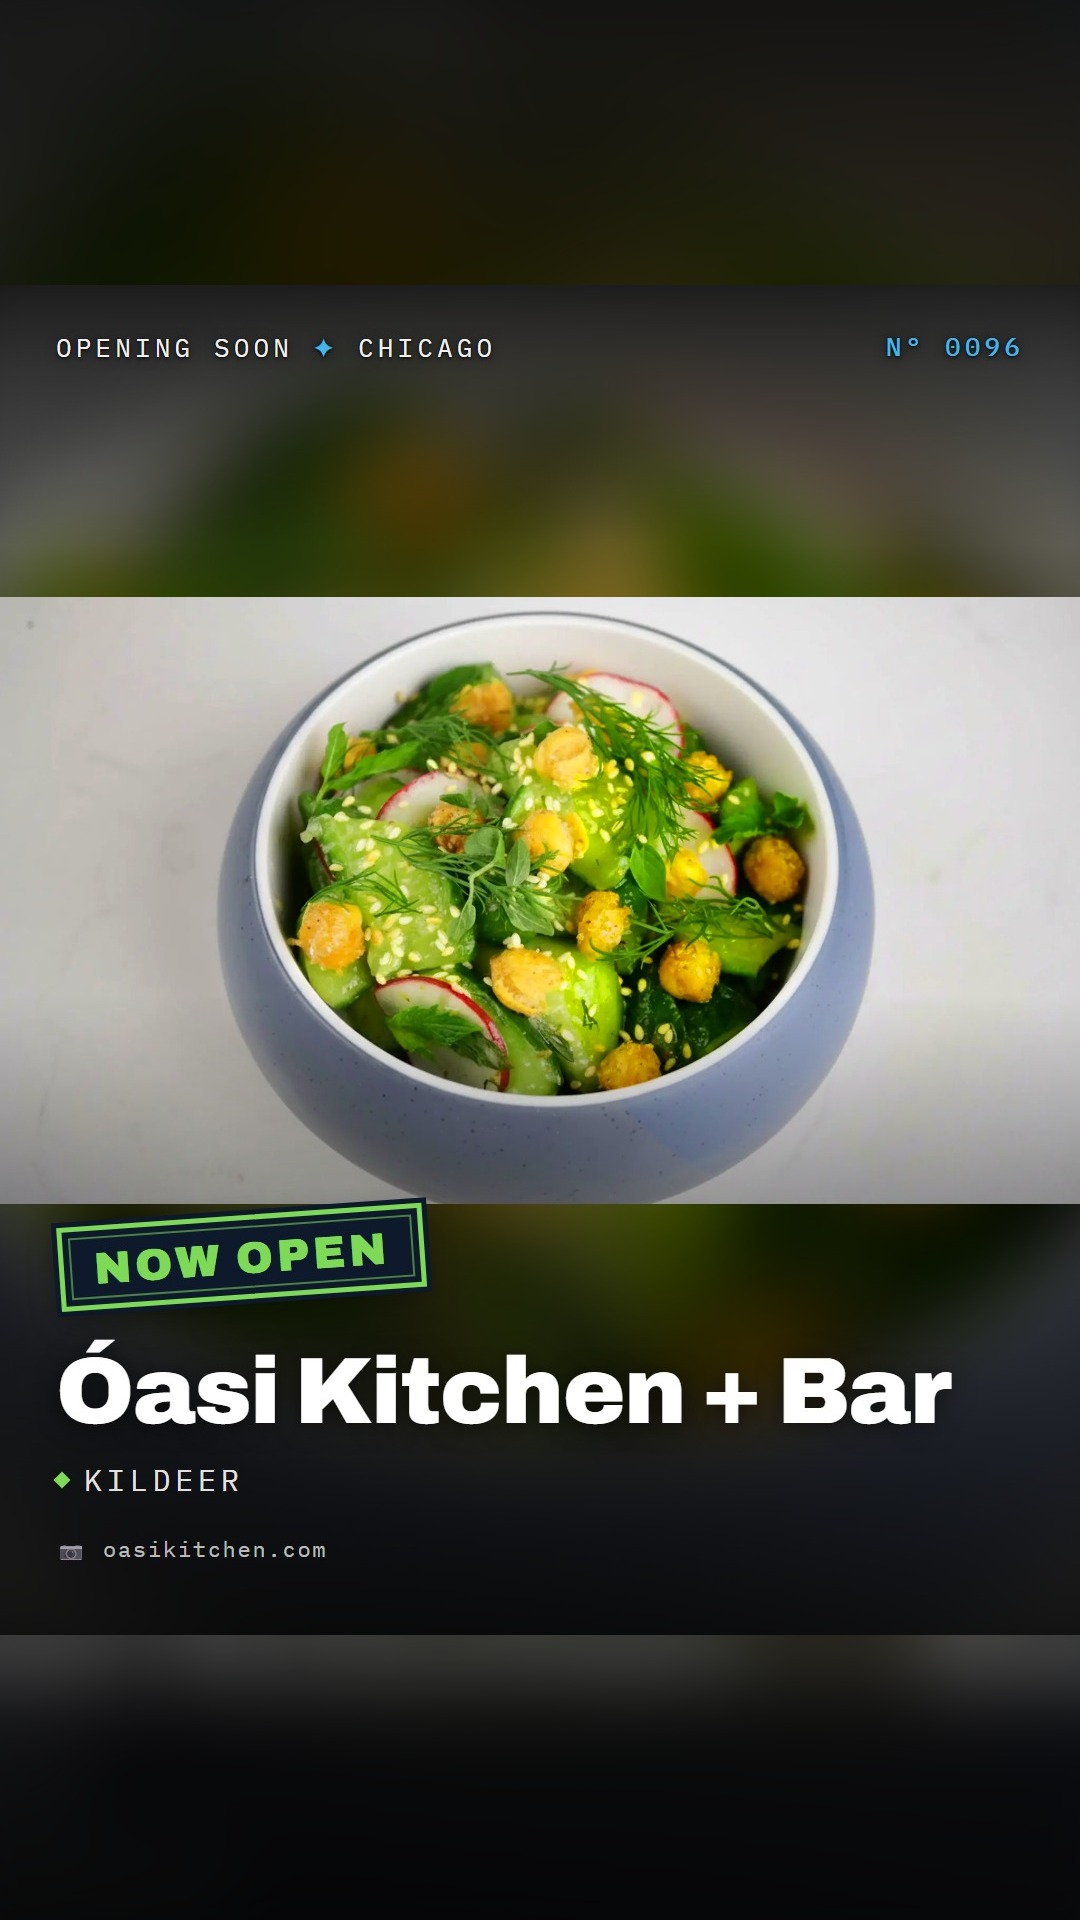 OPENING SOON ✦ CHICAGO
N° 0096
NOW OPEN
Óasi Kitchen + Bar
KILDEER
oasikitchen.com